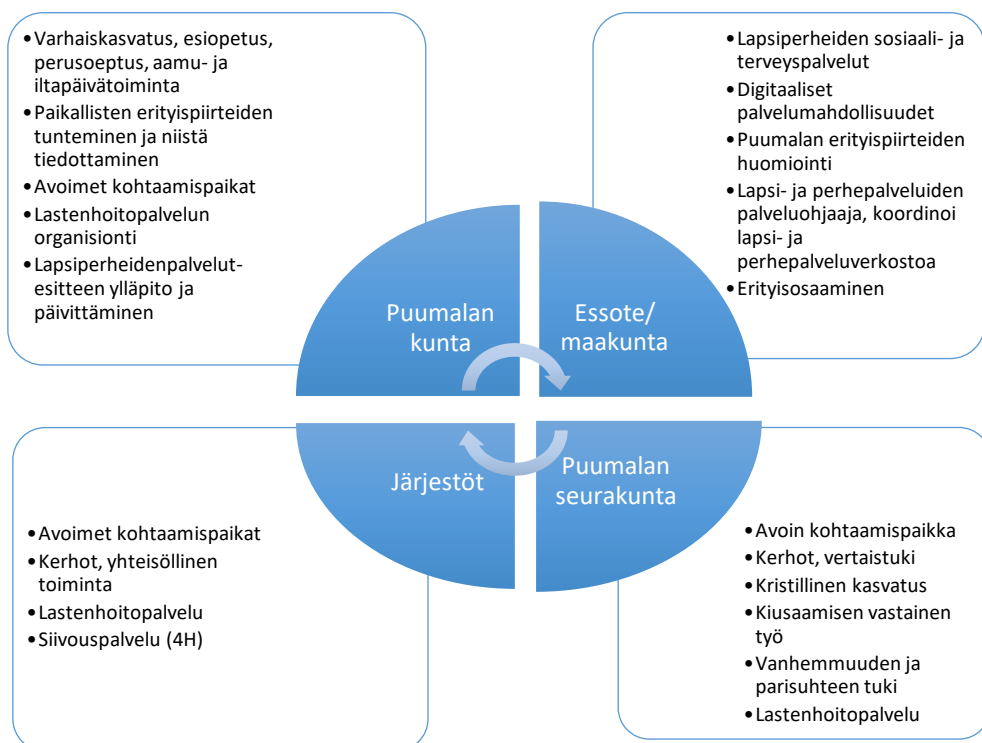 •Varhaiskasvatus, esiopetus,
perusoeptus, aamu- ja
iltapäivätoiminta
•Paikallisten erityispiirteiden
tunteminen ja niistä
tiedottaminen
•Avoimet kohtaamispaikat
•Lastenhoitopalvelun
organisionti
•Lapsiperheidenpalvelut-
esitteen ylläpito ja
päivittäminen
•Lapsiperheiden sosiaali- ja
terveyspalvelut
•Digitaaliset
palvelumahdollisuudet
•Puumalan erityispiirteiden
huomiointi
•Lapsi- ja perhepalveluiden
palveluohjaaja, koordinoi
lapsi- ja
perhepalveluverkostoa
•Erityisosaaminen
Puumalan
kunta
Essote/
maakunta
Järjestöt
Puumalan
seurakunta
•Avoimet kohtaamispaikat
•Kerhot, yhteisöllinen
toiminta
•Lastenhoitopalvelu
•Siivouspalvelu (4H)
•Avoin kohtaamispaikka
•Kerhot, vertaistuki
•Kristillinen kasvatus
•Kiusaamisen vastainen
työ
•Vanhemmuuden ja
parisuhteen tuki
•Lastenhoitopalvelu